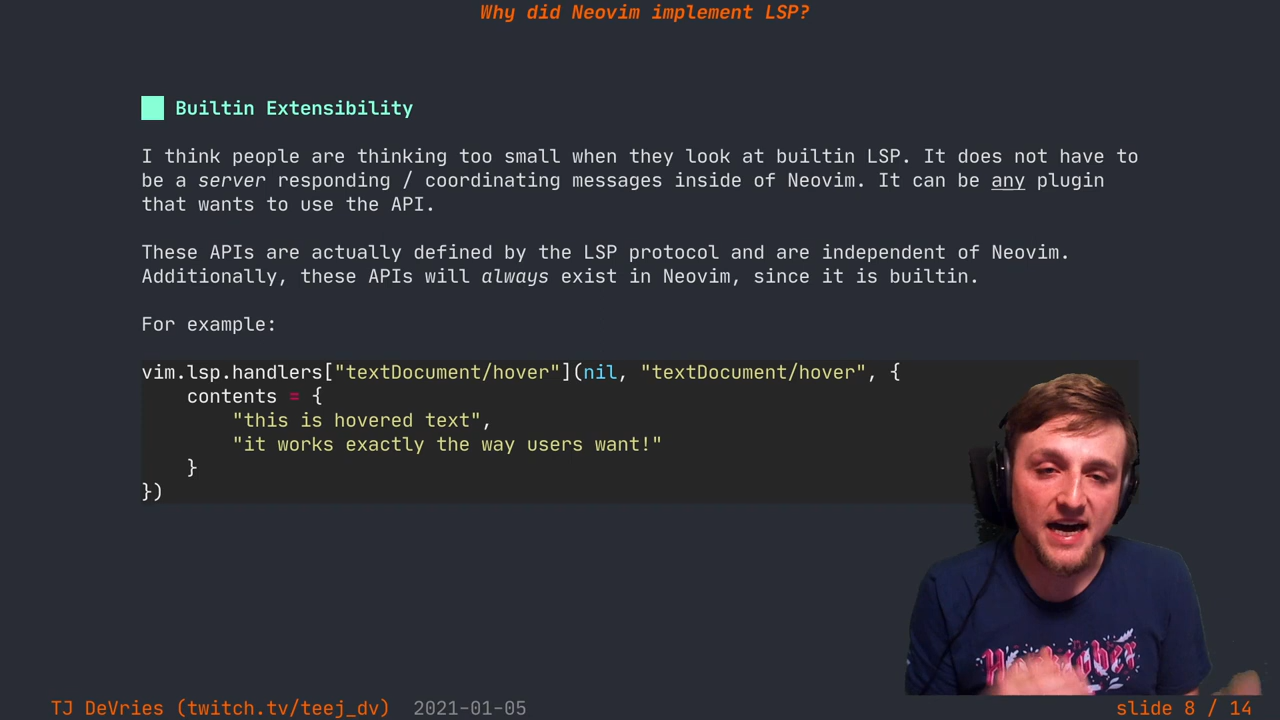 Why did Neovim implement LSP?
Builtin Extensibility
I think people are thinking too small when they look at builtin LSP. It does not have to
be a server responding / coordinating messages inside of Neovim. It can be any plugin
that wants to use the API.
These APIs are actually defined by the LSP protocol and are independent of Neovim.
Additionally, these APIs will always exist in Neovim, since it is builtin.
For example:
vim.lsp.handlers["textDocument/hover"](nil, "textDocument/hover", {
    contents = {
        "this is hovered text",
        "it works exactly the way users want!"
    }
})
TJ DeVries (twitch.tv/teej_dv) 2021-01-05
slide 8 / 14